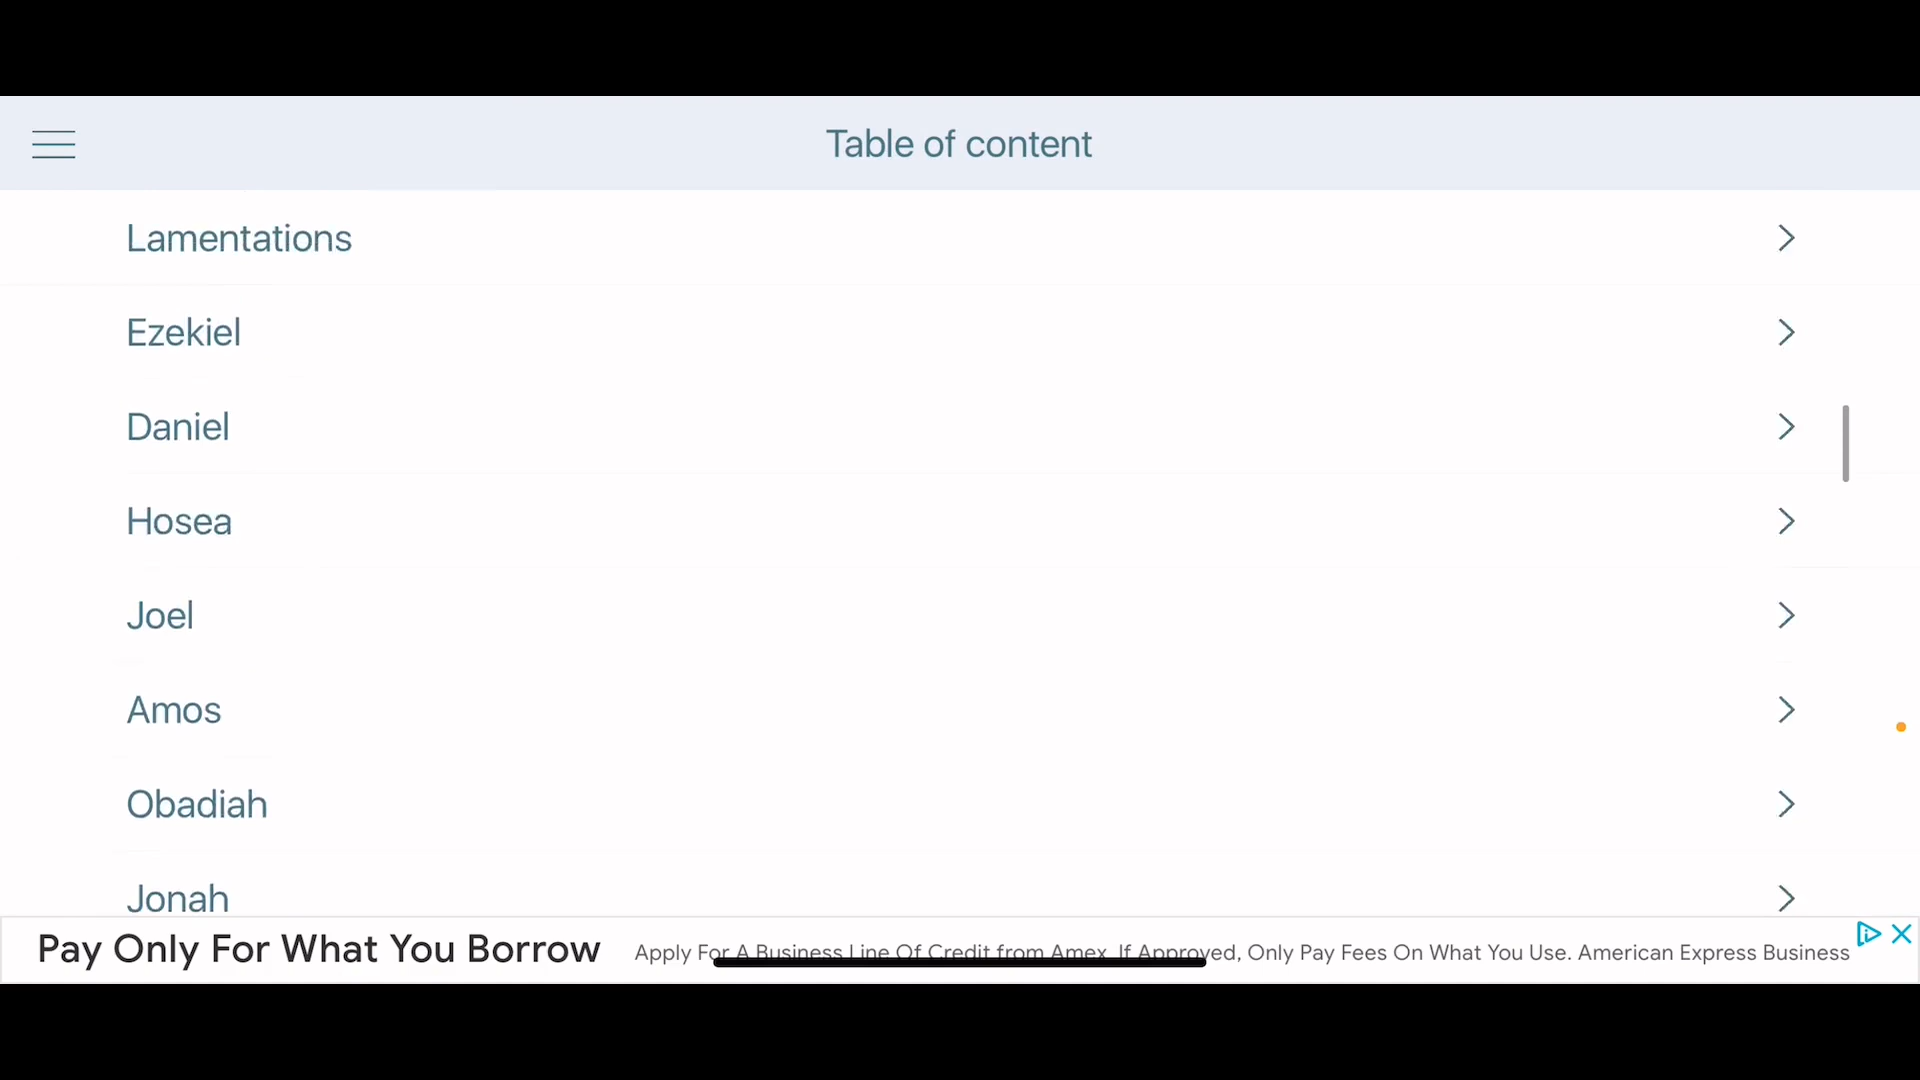 Table of content
Lamentations
Ezekiel
Daniel
Hosea
Joel
Amos
Obadiah
Jonah
Pay Only For What You Borrow
Apply For A Business Line Of Credit from Amex. If Approved, Only Pay Fees On What You Use. American Express Business